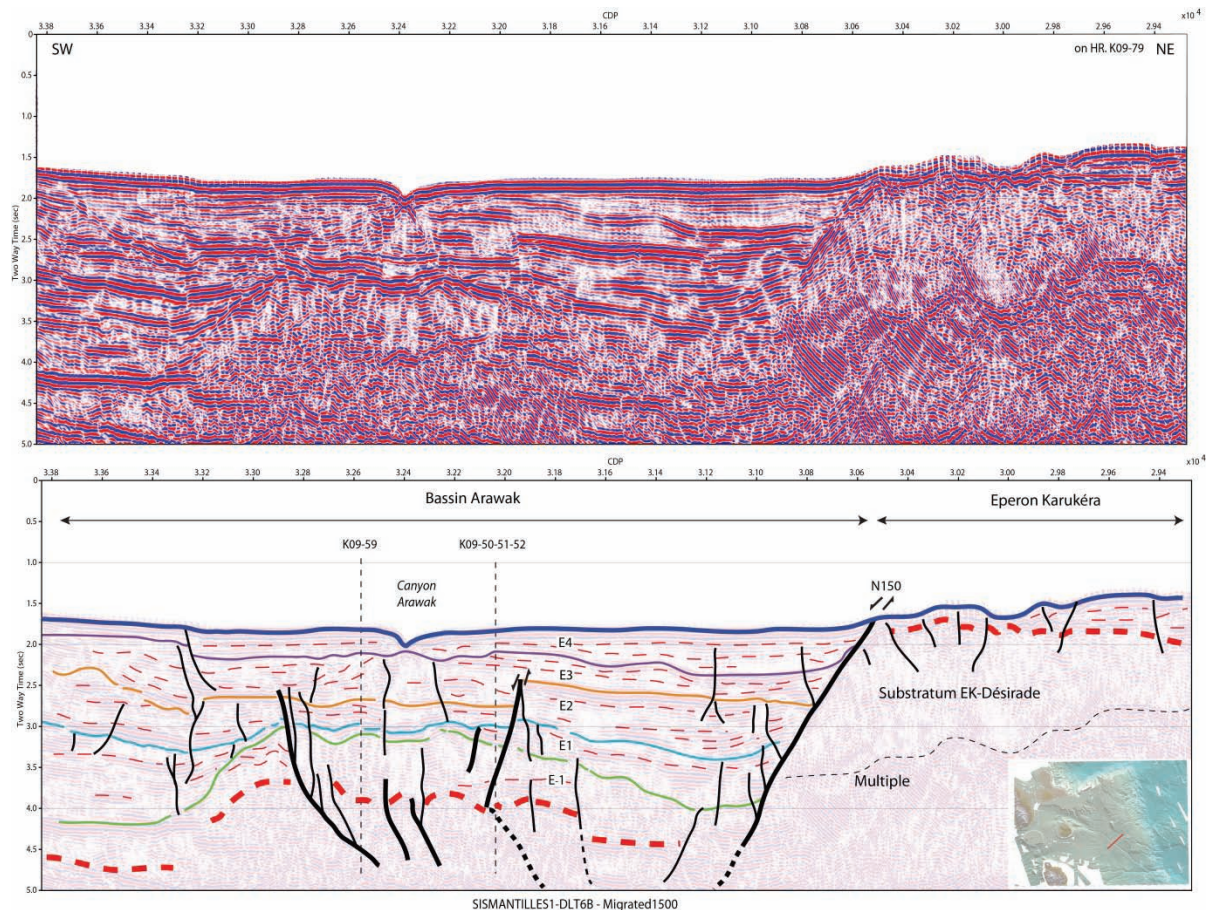 CDP
3.38 3.36 3.34 3.32 3.30 3.28 3.26 3.24 3.22 3.20 3.18 3.16 3.14 3.12 3.10 3.08 3.06 3.04 3.02 3.00 2.98 2.96 2.94 x10⁴
0
SW
on HR. K09-79 NE
0.5
1.0
1.5
2.0
2.5
3.0
3.5
4.0
4.5
5.0
Two Way Time (sec)
CDP
3.38 3.36 3.34 3.32 3.30 3.28 3.26 3.24 3.22 3.20 3.18 3.16 3.14 3.12 3.10 3.08 3.06 3.04 3.02 3.00 2.98 2.96 2.94 x10⁴
0
Bassin Arawak
Eperon Karukéra
0.5
K09-59
K09-50-51-52
1.0
Canyon
Arawak
N150
1.5
2.0
E4
E3
2.5
E2
Substratum EK-Désirade
3.0
E1
3.5
E-1
Multiple
4.0
4.5
5.0
Two Way Time (sec)
SISMANTILLES1-DLT6B - Migrated1500